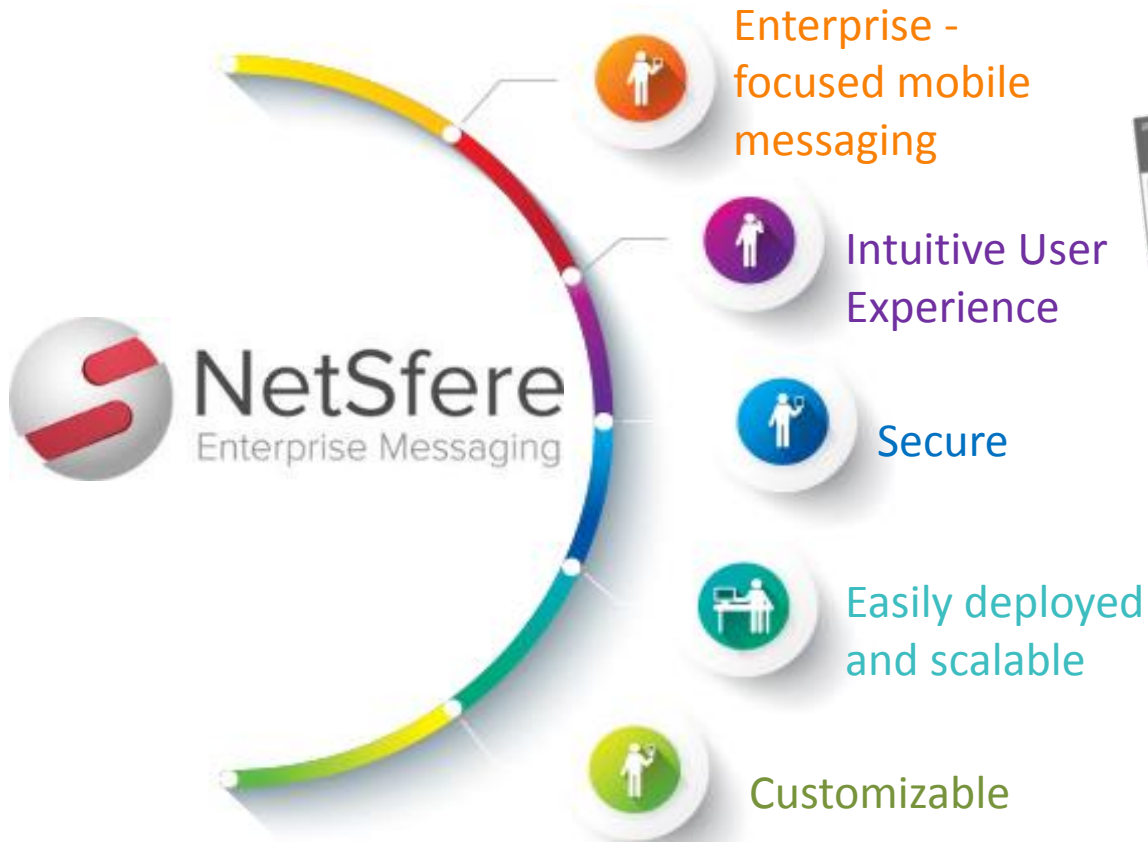 Enterprise -
focused mobile
messaging
Intuitive User
Experience
NetSfere
Enterprise Messaging
Secure
Easily deployed
and scalable
Customizable